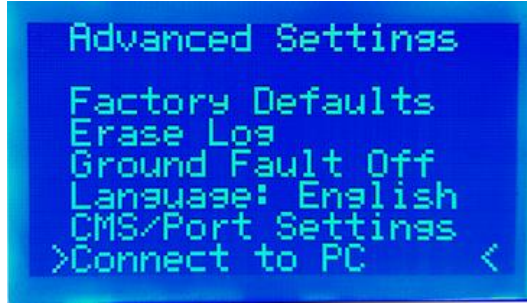 Advanced Settings
Factory Defaults
Erase Log
Ground Fault Off
Language: English
CMS/Port Settings
>Connect to PC <